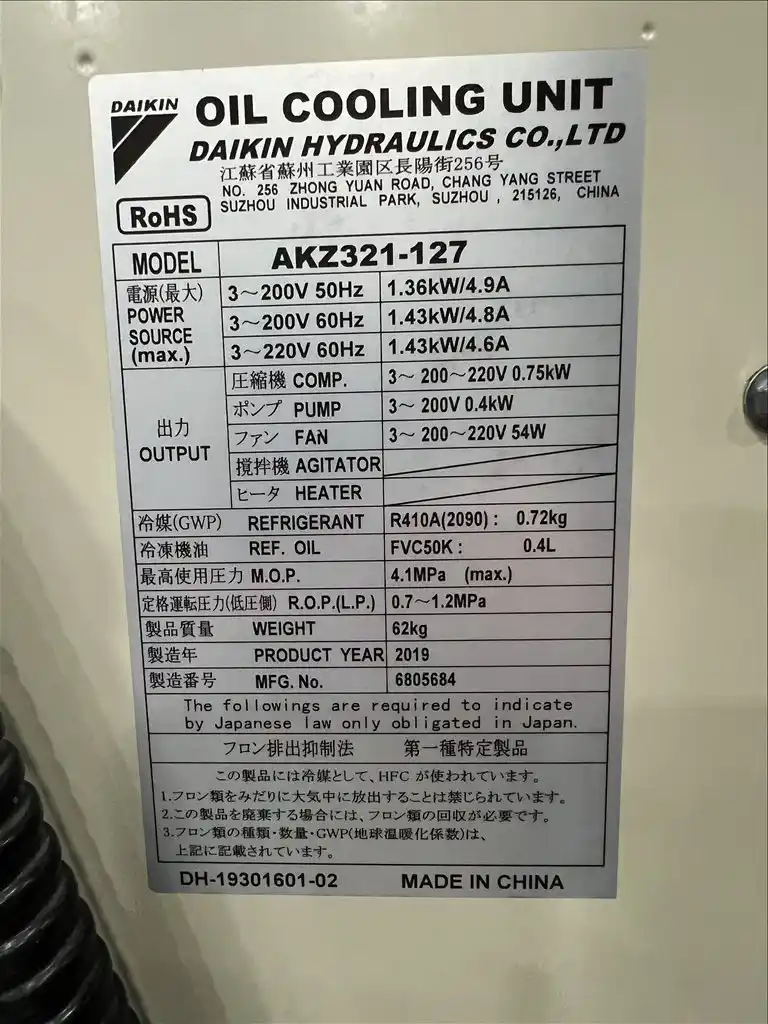 DAIKIN OIL COOLING UNIT
DAIKIN HYDRAULICS CO.,LTD
江蘇省蘇州工業園区長陽街256号
NO. 256 ZHONG YUAN ROAD, CHANG YANG STREET
SUZHOU INDUSTRIAL PARK, SUZHOU , 215126, CHINA
RoHS
MODEL AKZ321-127
電源(最大) POWER SOURCE (max.)
3～200V 50Hz 1.36kW/4.9A
3～200V 60Hz 1.43kW/4.8A
3～220V 60Hz 1.43kW/4.6A
出力 OUTPUT
圧縮機 COMP. 3～ 200～220V 0.75kW
ポンプ PUMP 3～ 200V 0.4kW
ファン FAN 3～ 200～220V 54W
撹拌機 AGITATOR
ヒータ HEATER
冷媒(GWP) REFRIGERANT R410A(2090) : 0.72kg
冷凍機油 REF. OIL FVC50K : 0.4L
最高使用圧力 M.O.P. 4.1MPa (max.)
定格運転圧力(低圧側) R.O.P.(L.P.) 0.7～1.2MPa
製品質量 WEIGHT 62kg
製造年 PRODUCT YEAR 2019
製造番号 MFG. No. 6805684
The followings are required to indicate
by Japanese law only obligated in Japan.
フロン排出抑制法 第一種特定製品
この製品には冷媒として、HFC が使われています。
1.フロン類をみだりに大気中に放出することは禁じられています。
2.この製品を廃棄する場合には、フロン類の回収が必要です。
3.フロン類の種類・数量・GWP(地球温暖化係数)は、
上記に記載されています。
DH-19301601-02 MADE IN CHINA